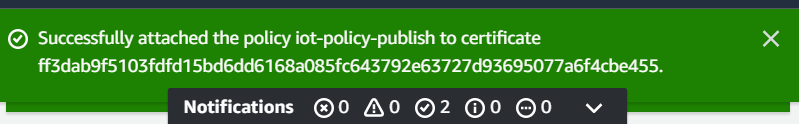 Successfully attached the policy iot-policy-publish to certificate
ff3dab9f5103fdfd15bd6dd6168a085fc643792e63727d93695077a6f4cbe455.
Notifications 0 0 2 0 0